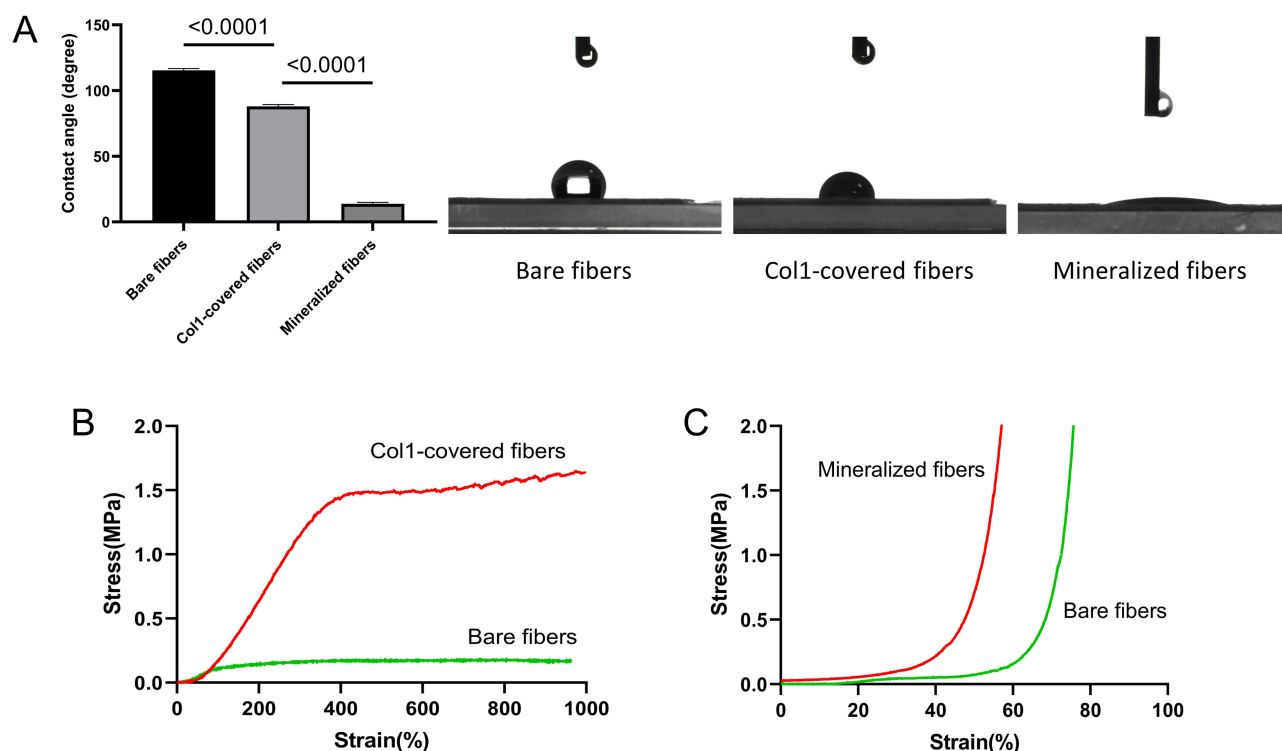 A
150
100
50
0
Contact angle (degree)
<0.0001
<0.0001
Bare fibers
Col1-covered fibers
Mineralized fibers
Bare fibers
Col1-covered fibers
Mineralized fibers
B
2.0
1.5
1.0
0.5
0.0
Stress(MPa)
Col1-covered fibers
Bare fibers
0 200 400 600 800 1000
Strain(%)
C
2.0
1.5
1.0
0.5
0.0
Stress(MPa)
Mineralized fibers
Bare fibers
0 20 40 60 80 100
Strain(%)